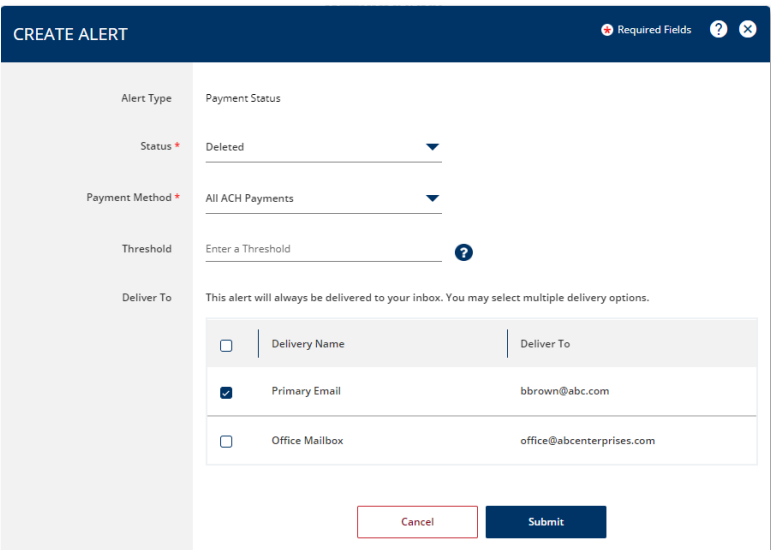 CREATE ALERT
* Required Fields ?
Alert Type Payment Status
Status * Deleted
Payment Method * All ACH Payments
Threshold Enter a Threshold ?
Deliver To This alert will always be delivered to your inbox. You may select multiple delivery options.
Delivery Name Deliver To
Primary Email bbrown@abc.com
Office Mailbox office@abcenterprises.com
Cancel Submit